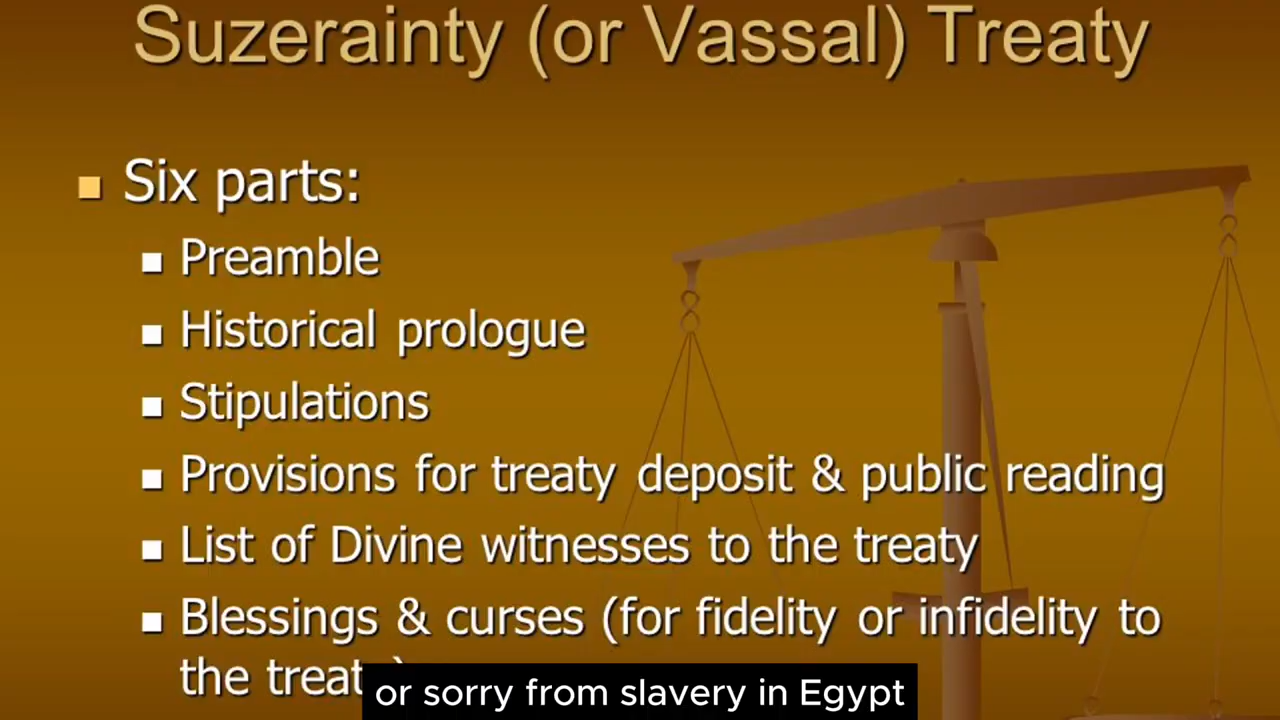 Suzerainty (or Vassal) Treaty
Six parts:
Preamble
Historical prologue
Stipulations
Provisions for treaty deposit & public reading
List of Divine witnesses to the treaty
Blessings & curses (for fidelity or infidelity to
the
or sorry from slavery in Egypt